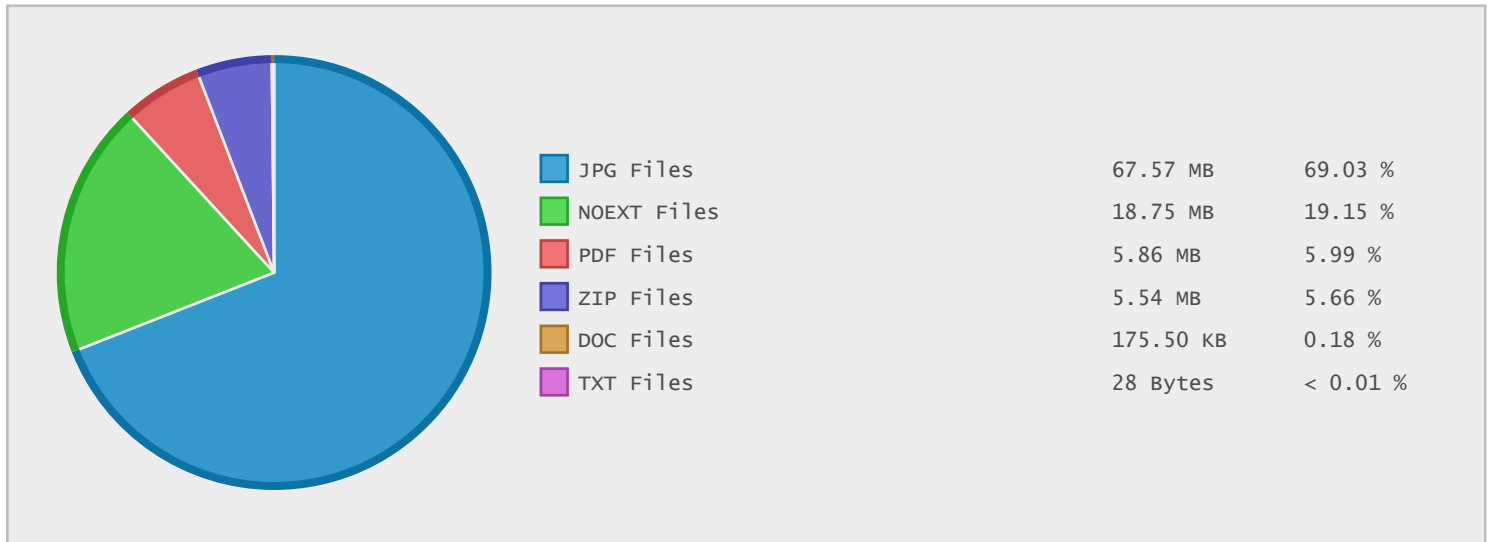 JPG Files 67.57 MB 69.03 %
NOEXT Files 18.75 MB 19.15 %
PDF Files 5.86 MB 5.99 %
ZIP Files 5.54 MB 5.66 %
DOC Files 175.50 KB 0.18 %
TXT Files 28 Bytes < 0.01 %